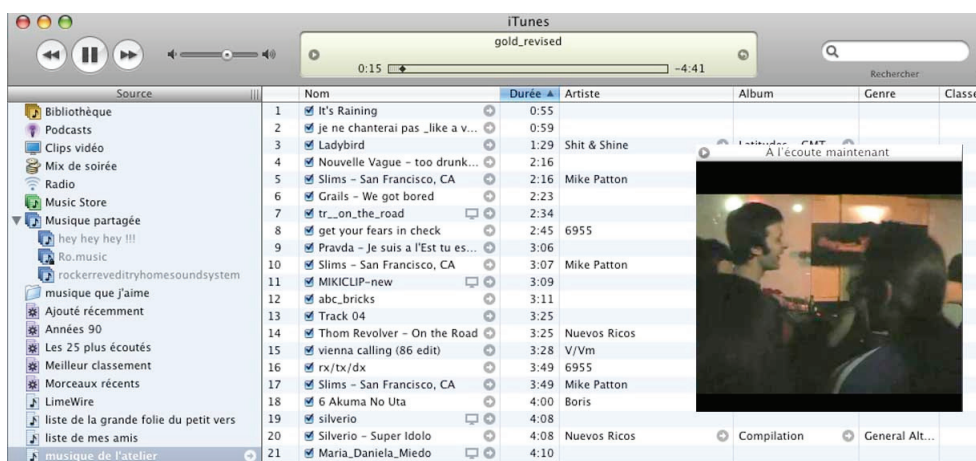 iTunes
gold_revised
0:15 -4:41
Rechercher
Source
Bibliothèque
Podcasts
Clips vidéo
Mix de soirée
Radio
Music Store
Musique partagée
hey hey hey !!!
Ro.music
rockerreveditryhomesoundsystem
musique que j'aime
Ajouté récemment
Années 90
Les 25 plus écoutés
Meilleur classement
Morceaux récents
LimeWire
liste de la grande folie du petit vers
liste de mes amis
musique de l'atelier
Nom Durée Artiste Album Genre Classe
1 It's Raining 0:55
2 je ne chanterai pas _like a v... 0:59
3 Ladybird 1:29 Shit & Shine Latitudes - GMT
4 Nouvelle Vague – too drunk... 2:16
5 Slims – San Francisco, CA 2:16 Mike Patton
6 Grails – We got bored 2:23
7 tr__on_the_road 2:34
8 get your fears in check 2:45 6955
9 Pravda – Je suis a l'Est tu es... 3:06
10 Slims – San Francisco, CA 3:07 Mike Patton
11 MIKICLIP-new 3:09
12 abc_bricks 3:11
13 Track 04 3:25
14 Thom Revolver – On the Road 3:25 Nuevos Ricos
15 vienna calling (86 edit) 3:28 V/Vm
16 rx/tx/dx 3:49 6955
17 Slims – San Francisco, CA 3:49 Mike Patton
18 6 Akuma No Uta 4:00 Boris
19 silverio 4:08
20 Silverio – Super Idolo 4:08 Nuevos Ricos Compilation General Alt...
21 Maria_Daniela_Miedo 4:10
A l'écoute maintenant